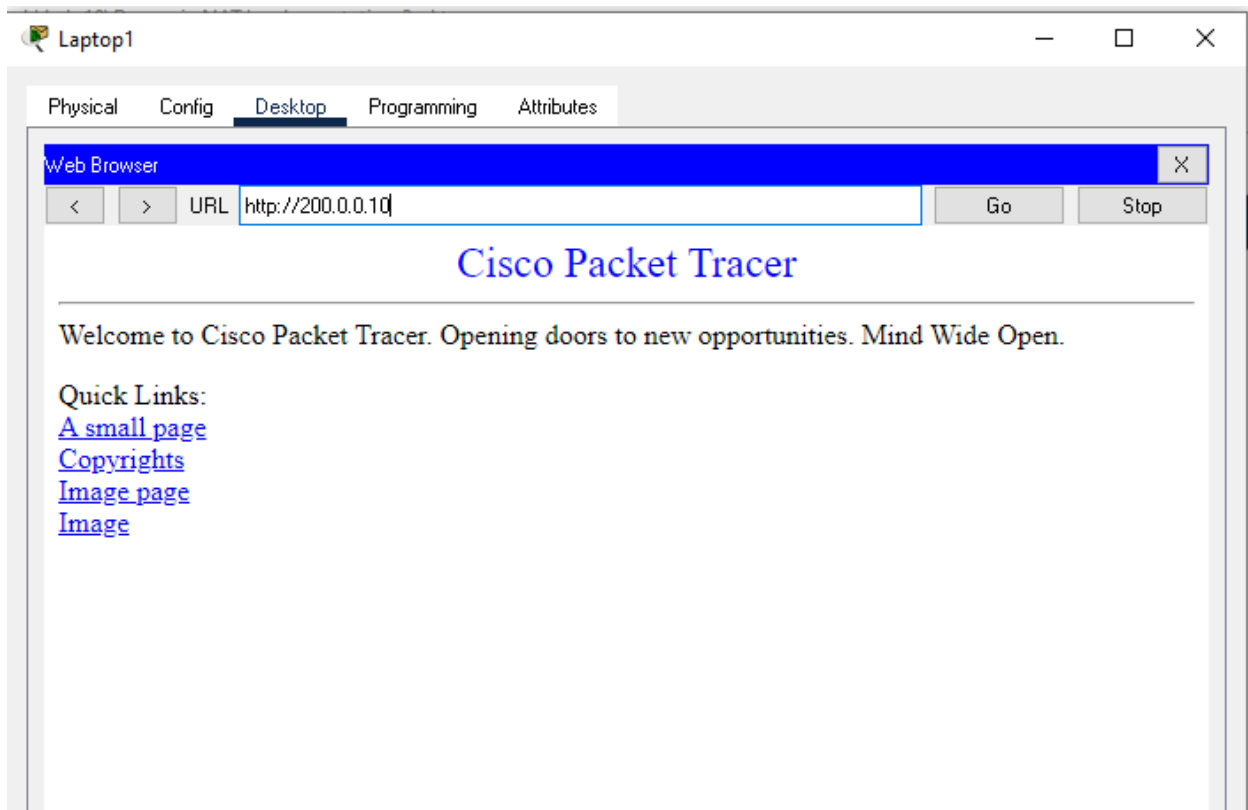 Laptop1
Physical Config Desktop Programming Attributes
Web Browser X
< > URL http://200.0.0.10 Go Stop
Cisco Packet Tracer
Welcome to Cisco Packet Tracer. Opening doors to new opportunities. Mind Wide Open.
Quick Links:
A small page
Copyrights
Image page
Image